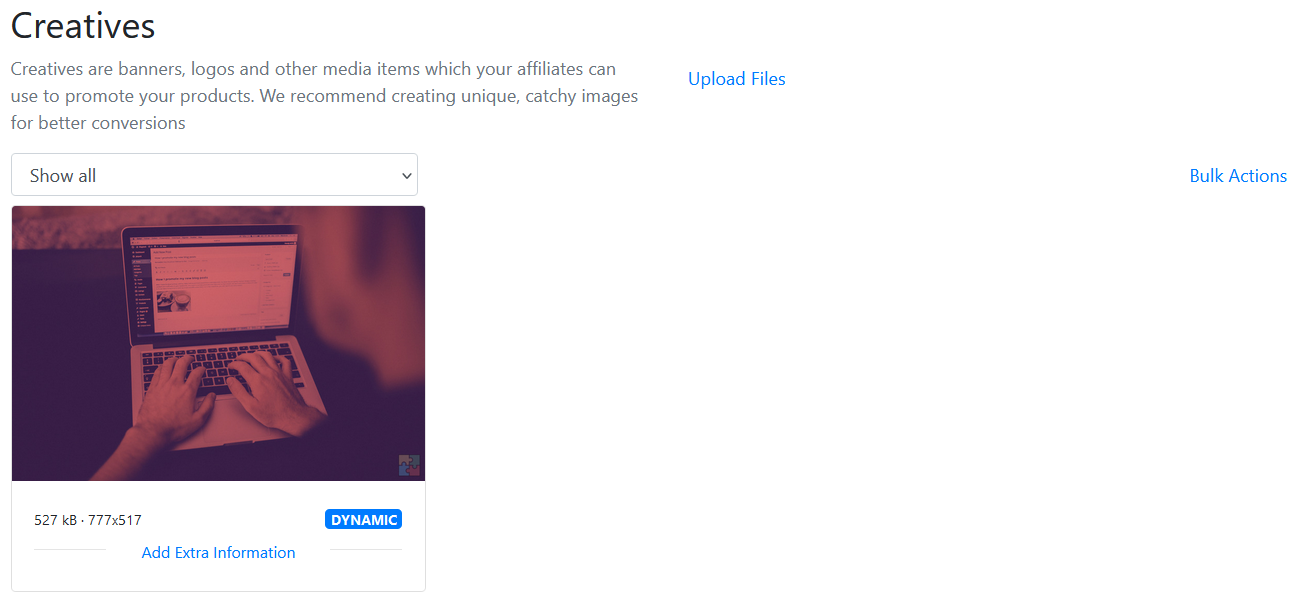 Creatives
Creatives are banners, logos and other media items which your affiliates can
use to promote your products. We recommend creating unique, catchy images
for better conversions
Upload Files
Show all
Bulk Actions
527 kB · 777x517
DYNAMIC
Add Extra Information